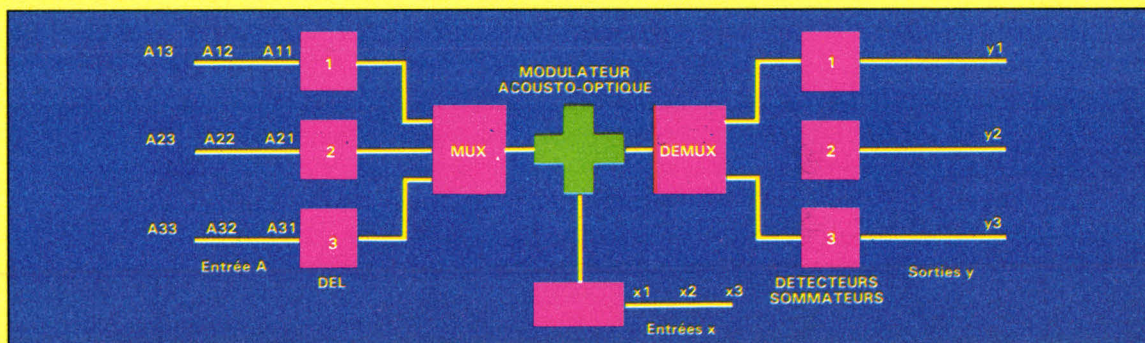 A13 A12 A11 1
MODULATEUR
ACOUSTO-OPTIQUE
1 y1
A23 A22 A21 2
MUX
DEMUX
2 y2
A33 A32 A31 3
Entrée A
DEL
x1 x2 x3
Entrées x
3 y3
DETECTEURS
SOMMATEURS
Sorties y